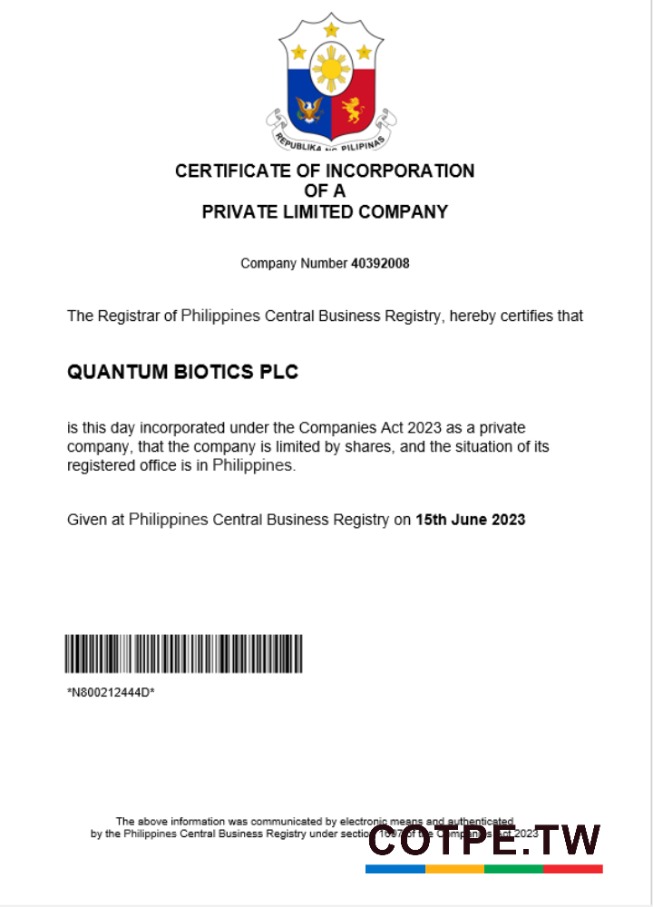 REPUBLIKA NG PILIPINAS
CERTIFICATE OF INCORPORATION
OF A
PRIVATE LIMITED COMPANY
Company Number 40392008
The Registrar of Philippines Central Business Registry, hereby certifies that
QUANTUM BIOTICS PLC
is this day incorporated under the Companies Act 2023 as a private
company, that the company is limited by shares, and the situation of its
registered office is in Philippines.
Given at Philippines Central Business Registry on 15th June 2023
*N800212444D*
The above information was communicated by electronic means and authenticated
by the Philippines Central Business Registry under section 1097 of the Companies Act 2023
COTPE.TW